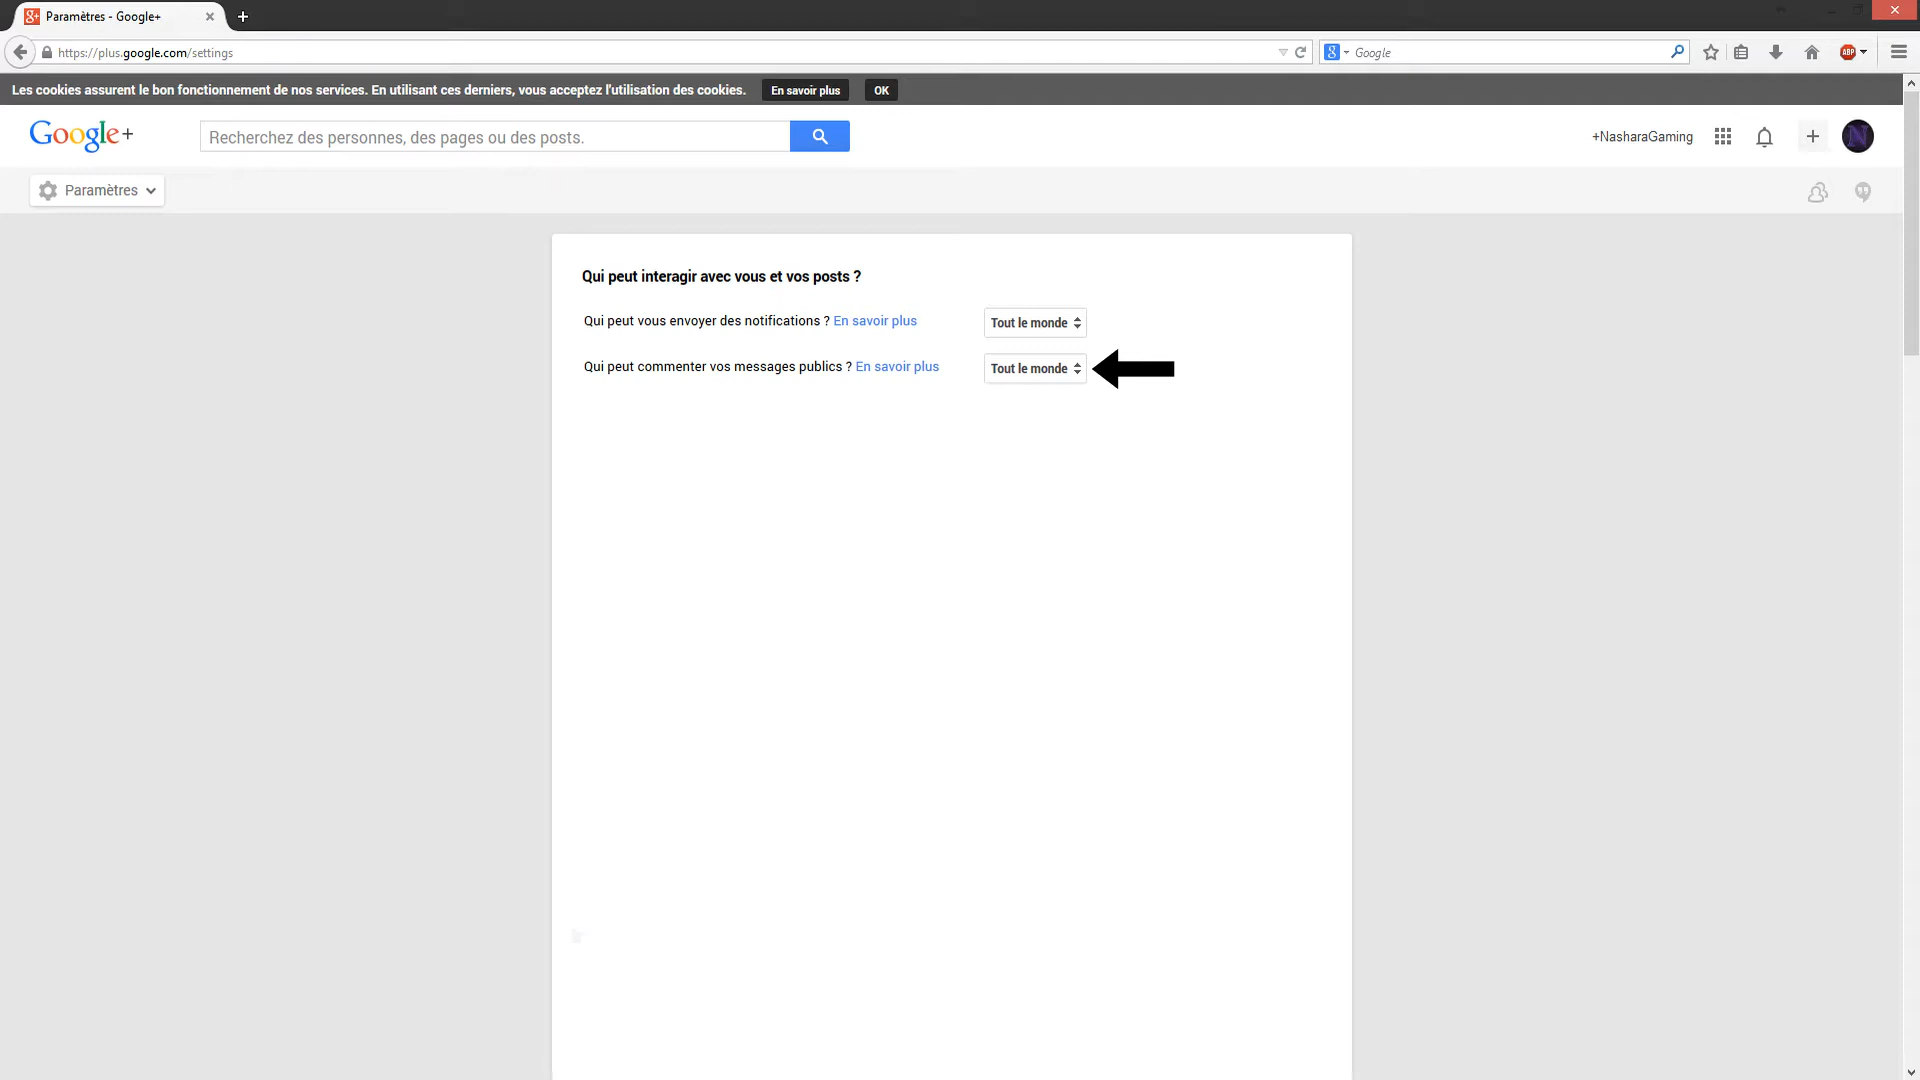 Paramètres - Google+
https://plus.google.com/settings
Google
Les cookies assurent le bon fonctionnement de nos services. En utilisant ces derniers, vous acceptez l'utilisation des cookies.
En savoir plus
OK
Google+
Recherchez des personnes, des pages ou des posts.
+NasharaGaming
N
Paramètres
Qui peut interagir avec vous et vos posts ?
Qui peut vous envoyer des notifications ? En savoir plus
Tout le monde
Qui peut commenter vos messages publics ? En savoir plus
Tout le monde